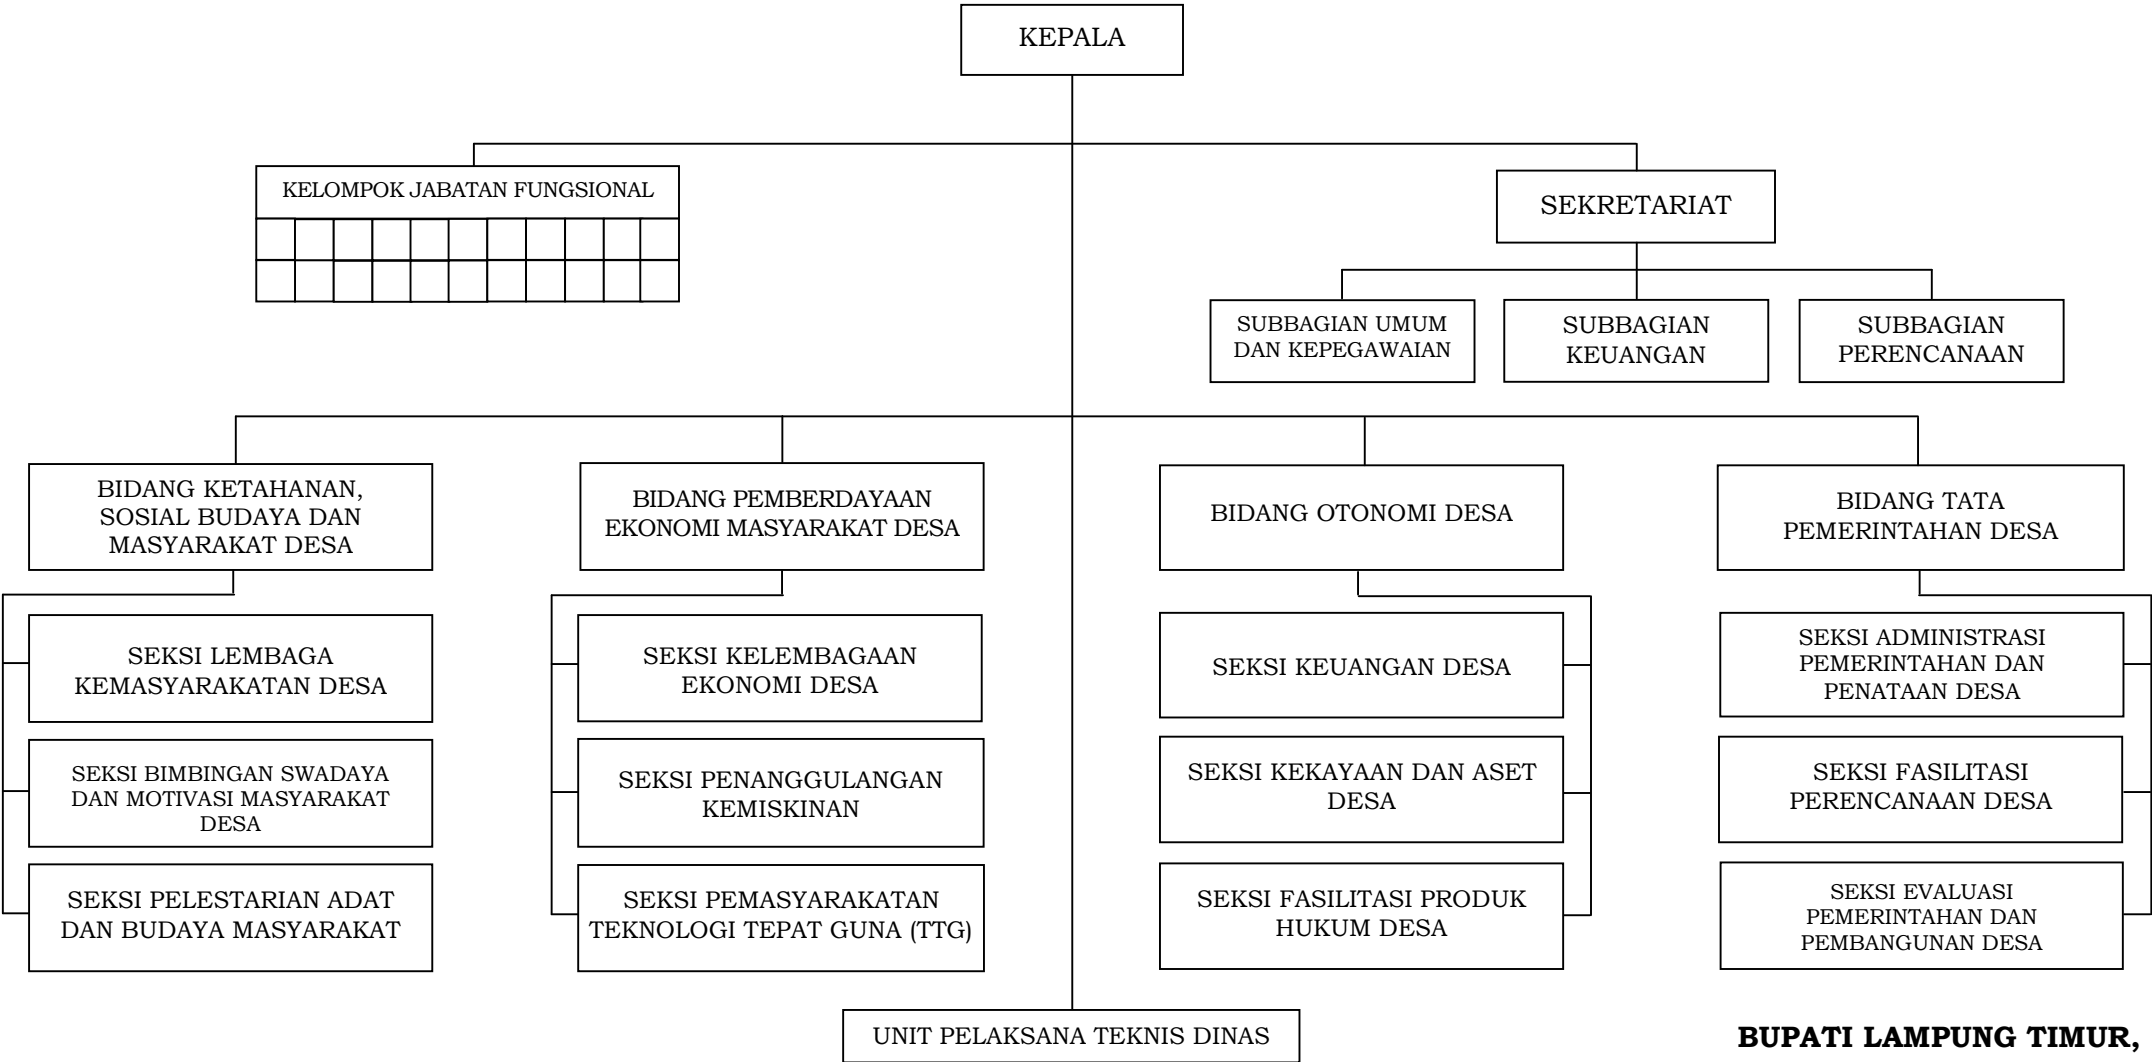 KEPALA
KELOMPOK JABATAN FUNGSIONAL
SEKRETARIAT
SUBBAGIAN UMUM
DAN KEPEGAWAIAN
SUBBAGIAN
KEUANGAN
SUBBAGIAN
PERENCANAAN
BIDANG KETAHANAN,
SOSIAL BUDAYA DAN
MASYARAKAT DESA
BIDANG PEMBERDAYAAN
EKONOMI MASYARAKAT DESA
BIDANG OTONOMI DESA
BIDANG TATA
PEMERINTAHAN DESA
SEKSI LEMBAGA
KEMASYARAKATAN DESA
SEKSI KELEMBAGAAN
EKONOMI DESA
SEKSI KEUANGAN DESA
SEKSI ADMINISTRASI
PEMERINTAHAN DAN
PENATAAN DESA
SEKSI BIMBINGAN SWADAYA
DAN MOTIVASI MASYARAKAT
DESA
SEKSI PENANGGULANGAN
KEMISKINAN
SEKSI KEKAYAAN DAN ASET
DESA
SEKSI FASILITASI
PERENCANAAN DESA
SEKSI PELESTARIAN ADAT
DAN BUDAYA MASYARAKAT
SEKSI PEMASYARAKATAN
TEKNOLOGI TEPAT GUNA (TTG)
SEKSI FASILITASI PRODUK
HUKUM DESA
SEKSI EVALUASI
PEMERINTAHAN DAN
PEMBANGUNAN DESA
UNIT PELAKSANA TEKNIS DINAS
BUPATI LAMPUNG TIMUR,